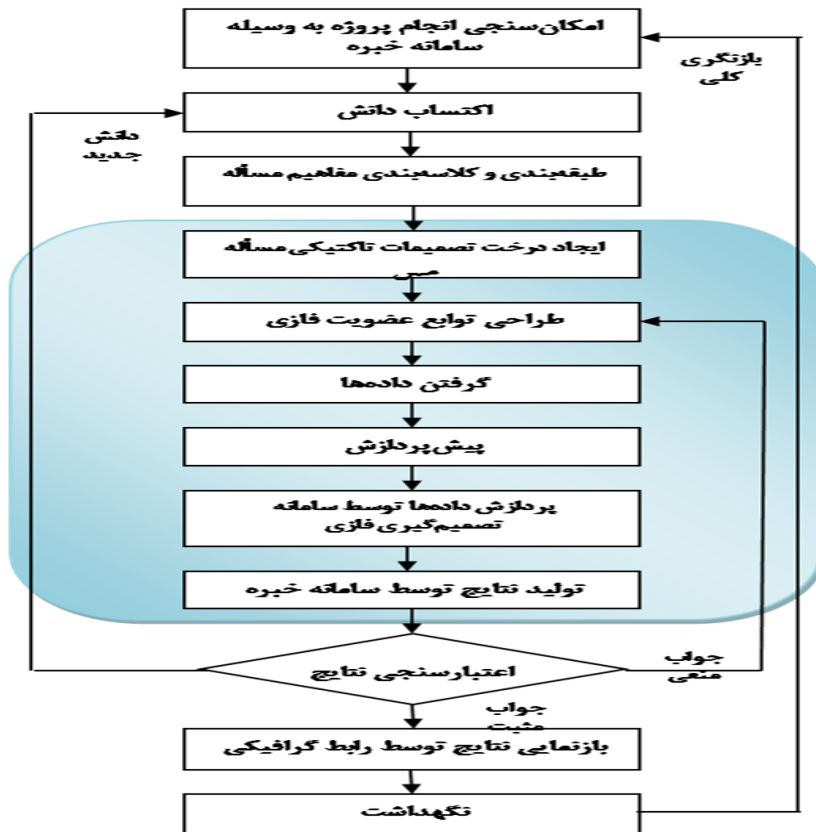 امکان‌سنجی انجام پروژه به وسیله
سامانه خبره
بازنگری
کلی
اکتساب دانش
دانش
جدید
طبقه‌بندی و کلاسه‌بندی مفاهیم مسأله
ایجاد درخت تصمیمات تاکتیکی مسأله
طراحی توابع عضویت فازی
گرفتن داده‌ها
پیش‌پردازش
پردازش داده‌ها توسط سامانه
تصمیم‌گیری فازی
تولید نتایج توسط سامانه خبره
اعتبارسنجی نتایج
جواب
منفی
جواب
مثبت
بازنمایی نتایج توسط رابط گرافیکی
نگهداشت